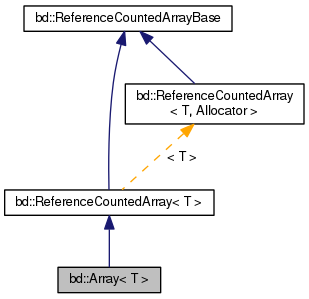 bd::ReferenceCountedArrayBase
bd::ReferenceCountedArray
< T, Allocator >
< T >
bd::ReferenceCountedArray< T >
bd::Array< T >